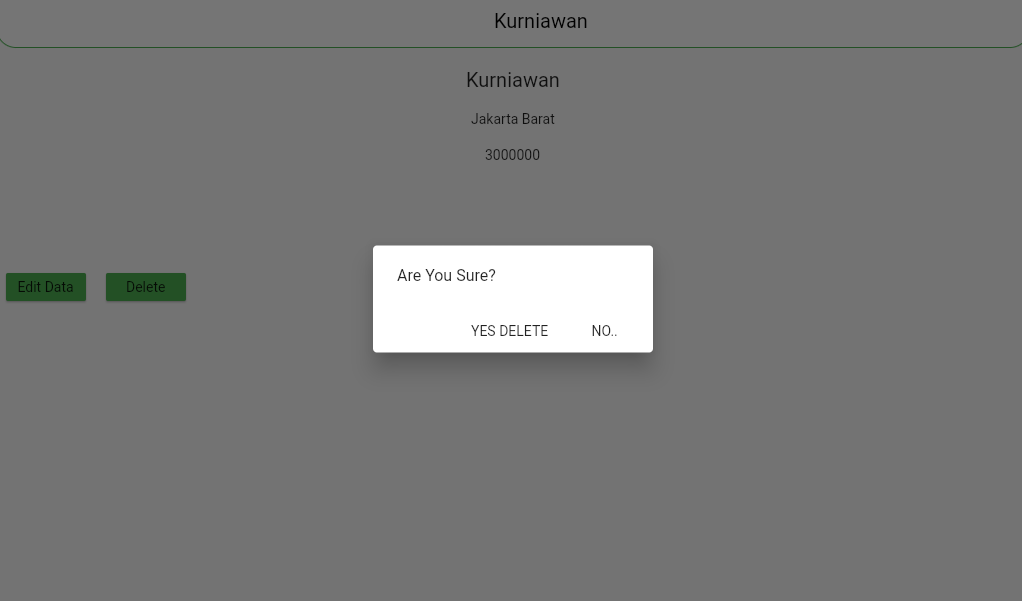 Kurniawan
Kurniawan
Jakarta Barat
3000000
Are You Sure?
Edit Data Delete
YES DELETE NO..